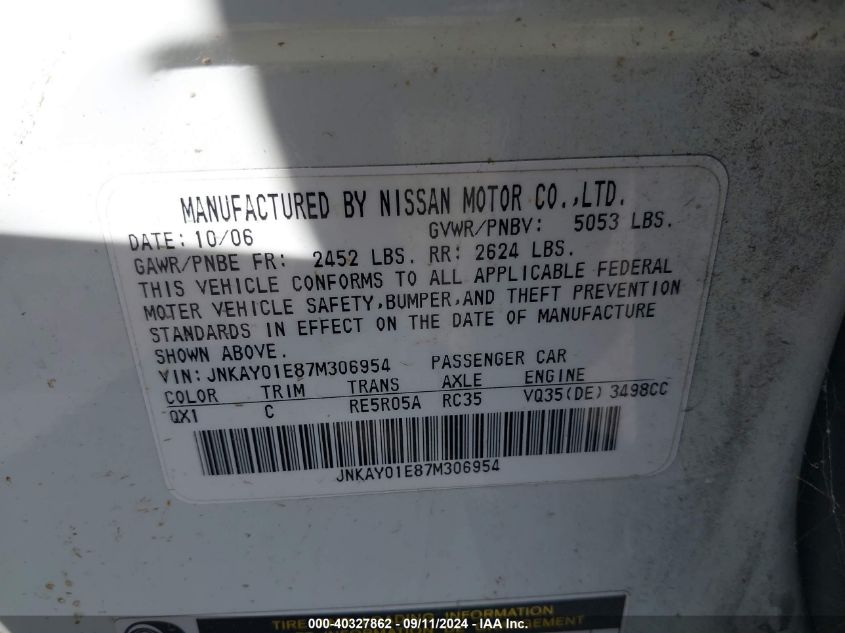 MANUFACTURED BY NISSAN MOTOR CO.,LTD.
DATE: 10/06 GVWR/PNBV: 5053 LBS.
GAWR/PNBE FR: 2452 LBS. RR: 2624 LBS.
THIS VEHICLE CONFORMS TO ALL APPLICABLE FEDERAL
MOTER VEHICLE SAFETY,BUMPER,AND THEFT PREVENTION
STANDARDS IN EFFECT ON THE DATE OF MANUFACTURE
SHOWN ABOVE.
VIN: JNKAY01E87M306954 PASSENGER CAR
COLOR TRIM TRANS AXLE ENGINE
QX1 C RE5R05A RC35 VQ35(DE) 3498CC
JNKAY01E87M306954
TIRE LOADING INFORMATION
000-40327862 - 09/11/2024 - IAA Inc.